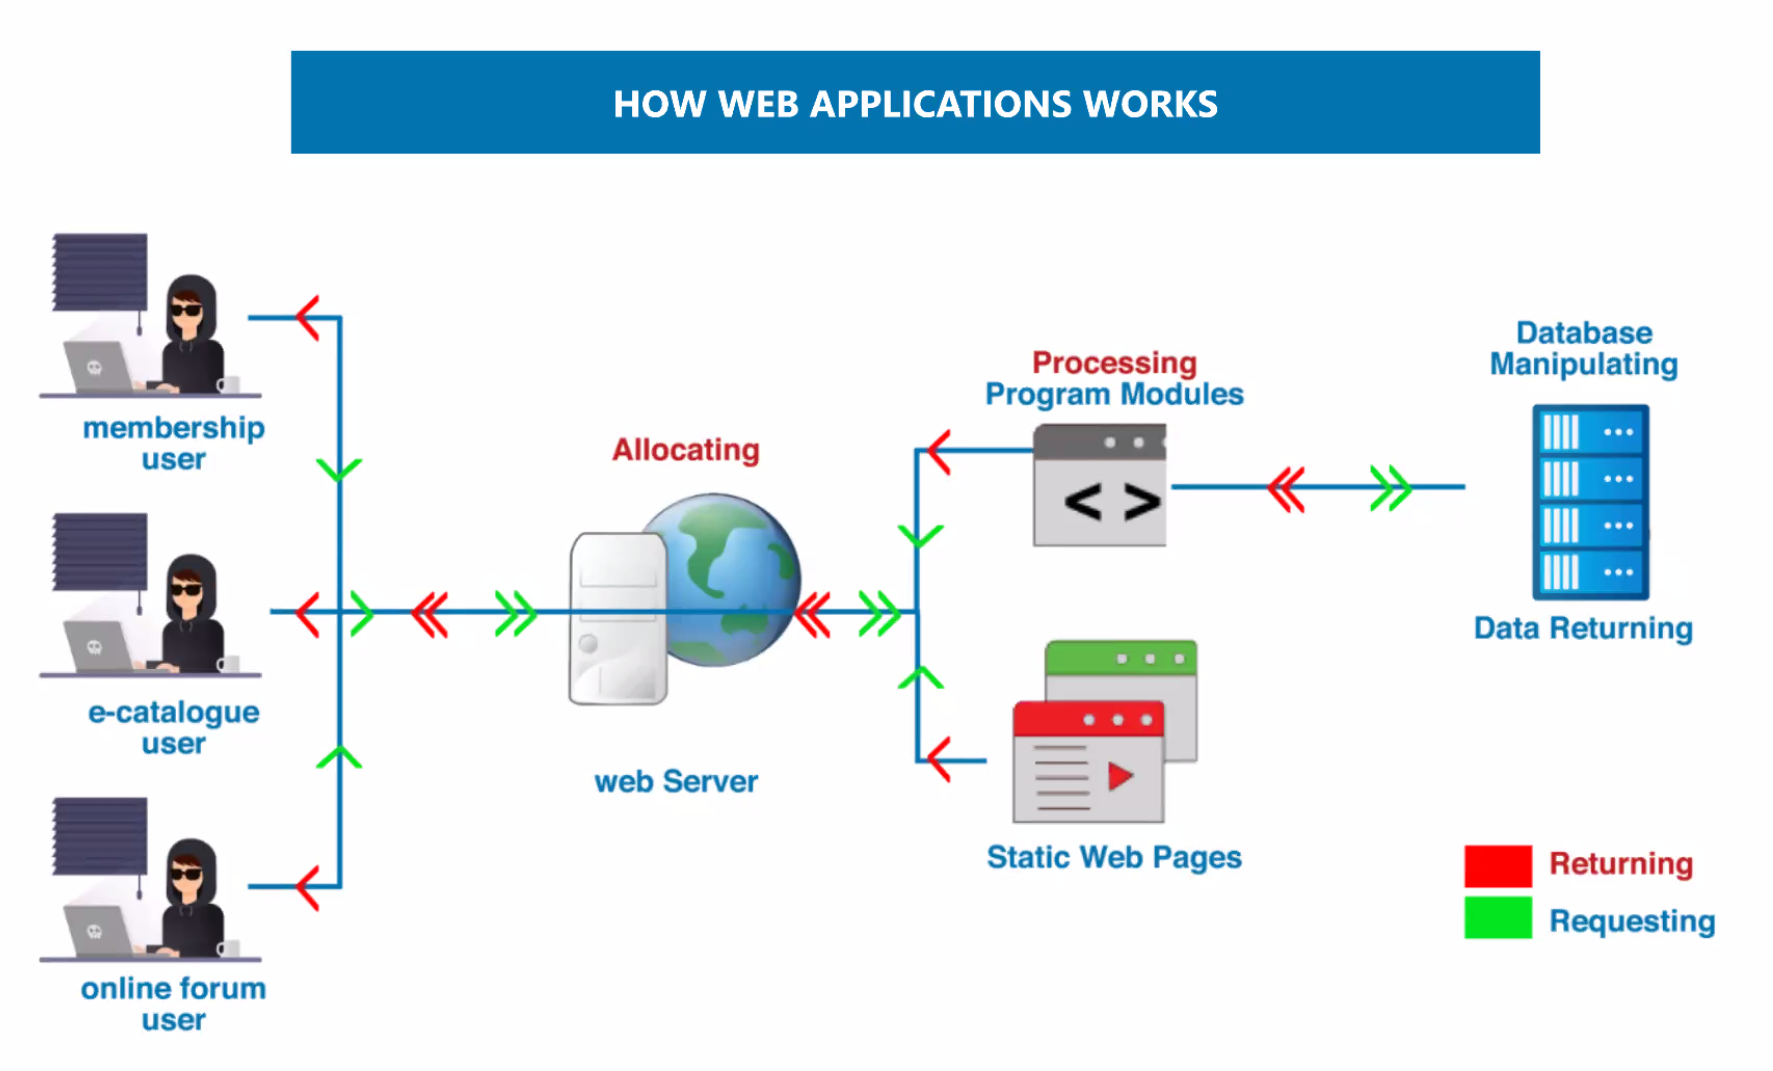 HOW WEB APPLICATIONS WORKS
membership
user
e-catalogue
user
online forum
user
Allocating
web Server
Processing
Program Modules
< >
Static Web Pages
Database
Manipulating
Data Returning
Returning
Requesting